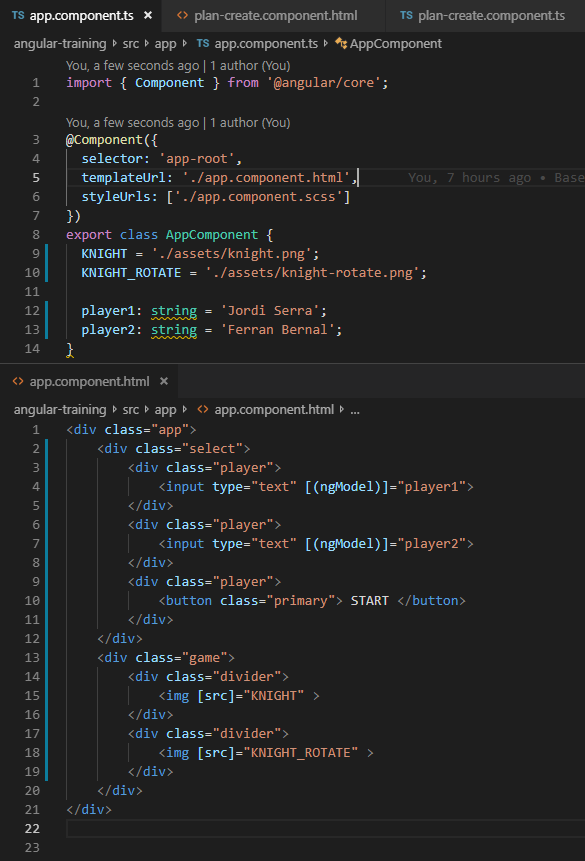 TS app.component.ts × <> plan-create.component.html TS plan-create.component.ts
angular-training > src > app > TS app.component.ts > AppComponent
You, a few seconds ago | 1 author (You)
1 import { Component } from '@angular/core';
2
You, a few seconds ago | 1 author (You)
3 @Component({
4 selector: 'app-root',
5 templateUrl: './app.component.html', You, 7 hours ago • Base
6 styleUrls: ['./app.component.scss']
7 })
8 export class AppComponent {
9 KNIGHT = './assets/knight.png';
10 KNIGHT_ROTATE = './assets/knight-rotate.png';
11
12 player1: string = 'Jordi Serra';
13 player2: string = 'Ferran Bernal';
14 }
<> app.component.html ×
angular-training > src > app > <> app.component.html > ...
1 <div class="app">
2 <div class="select">
3 <div class="player">
4 <input type="text" [(ngModel)]="player1">
5 </div>
6 <div class="player">
7 <input type="text" [(ngModel)]="player2">
8 </div>
9 <div class="player">
10 <button class="primary"> START </button>
11 </div>
12 </div>
13 <div class="game">
14 <div class="divider">
15 <img [src]="KNIGHT" >
16 </div>
17 <div class="divider">
18 <img [src]="KNIGHT_ROTATE" >
19 </div>
20 </div>
21 </div>
22
23